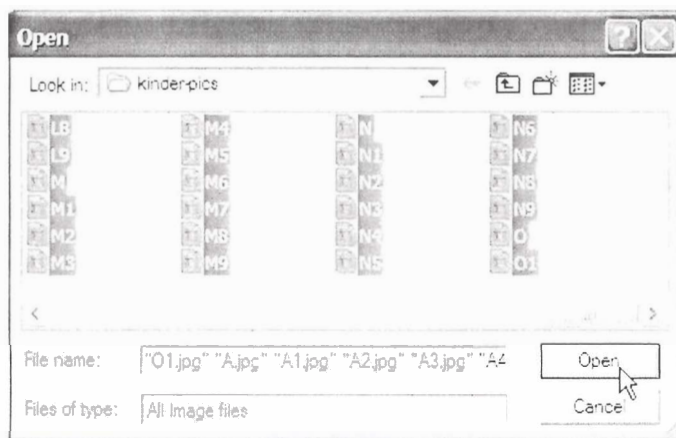 Open
Look in: kinder-pics
L8 M4 N N6
L9 M5 N1 N7
M M6 N2 N8
M1 M7 N3 N9
M2 M8 N4 O
M3 M9 N5 O1
File name: "O1.jpg" "A.jpg" "A1.jpg" "A2.jpg" "A3.jpg" "A4 Open
Files of type: All Image files Cancel